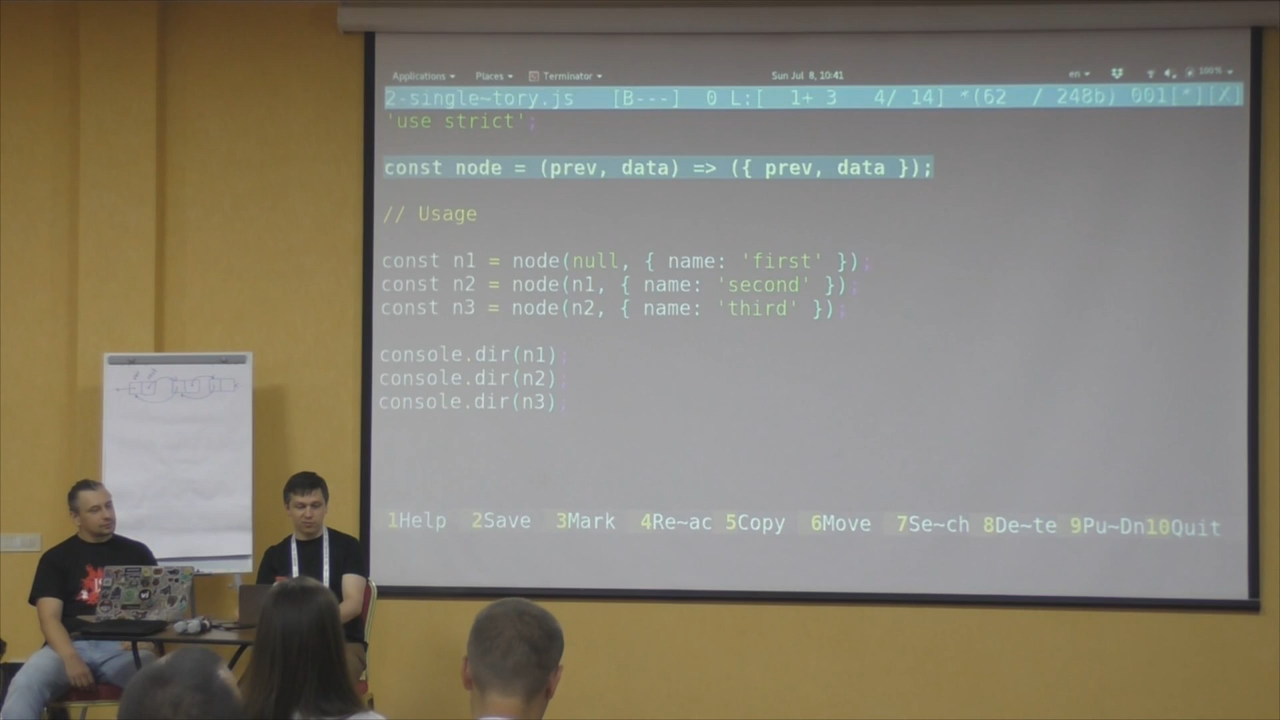 Applications Places Terminator Sun Jul 8, 10:41 en 100%
2-single~tory.js [B---] 0 L:[ 1+ 3 4/ 14] *(62 / 248b) 001[*][X]
'use strict';
const node = (prev, data) => ({ prev, data });
// Usage
const n1 = node(null, { name: 'first' });
const n2 = node(n1, { name: 'second' });
const n3 = node(n2, { name: 'third' });
console.dir(n1);
console.dir(n2);
console.dir(n3);
1Help 2Save 3Mark 4Re~ac 5Copy 6Move 7Se~ch 8De~te 9Pu~Dn10Quit